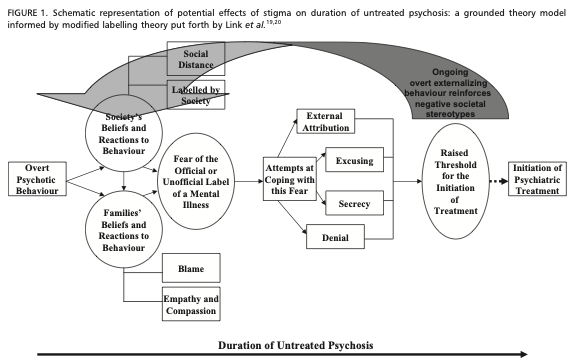 FIGURE 1. Schematic representation of potential effects of stigma on duration of untreated psychosis: a grounded theory model
informed by modified labelling theory put forth by Link et al.19,20
Social
Distance
Labelled by
Society
Ongoing
overt externalizing
behaviour reinforces
negative societal
stereotypes
Society's
Beliefs and
Reactions to
Behaviour
Overt
Psychotic
Behaviour
Fear of the
Official or
Unofficial Label
of a Mental
Illness
Families'
Beliefs and
Reactions to
Behaviour
Blame
Empathy and
Compassion
Attempts at
Coping with
this Fear
External
Attribution
Excusing
Secrecy
Denial
Raised
Threshold
for the
Initiation
of
Treatment
Initiation of
Psychiatric
Treatment
Duration of Untreated Psychosis